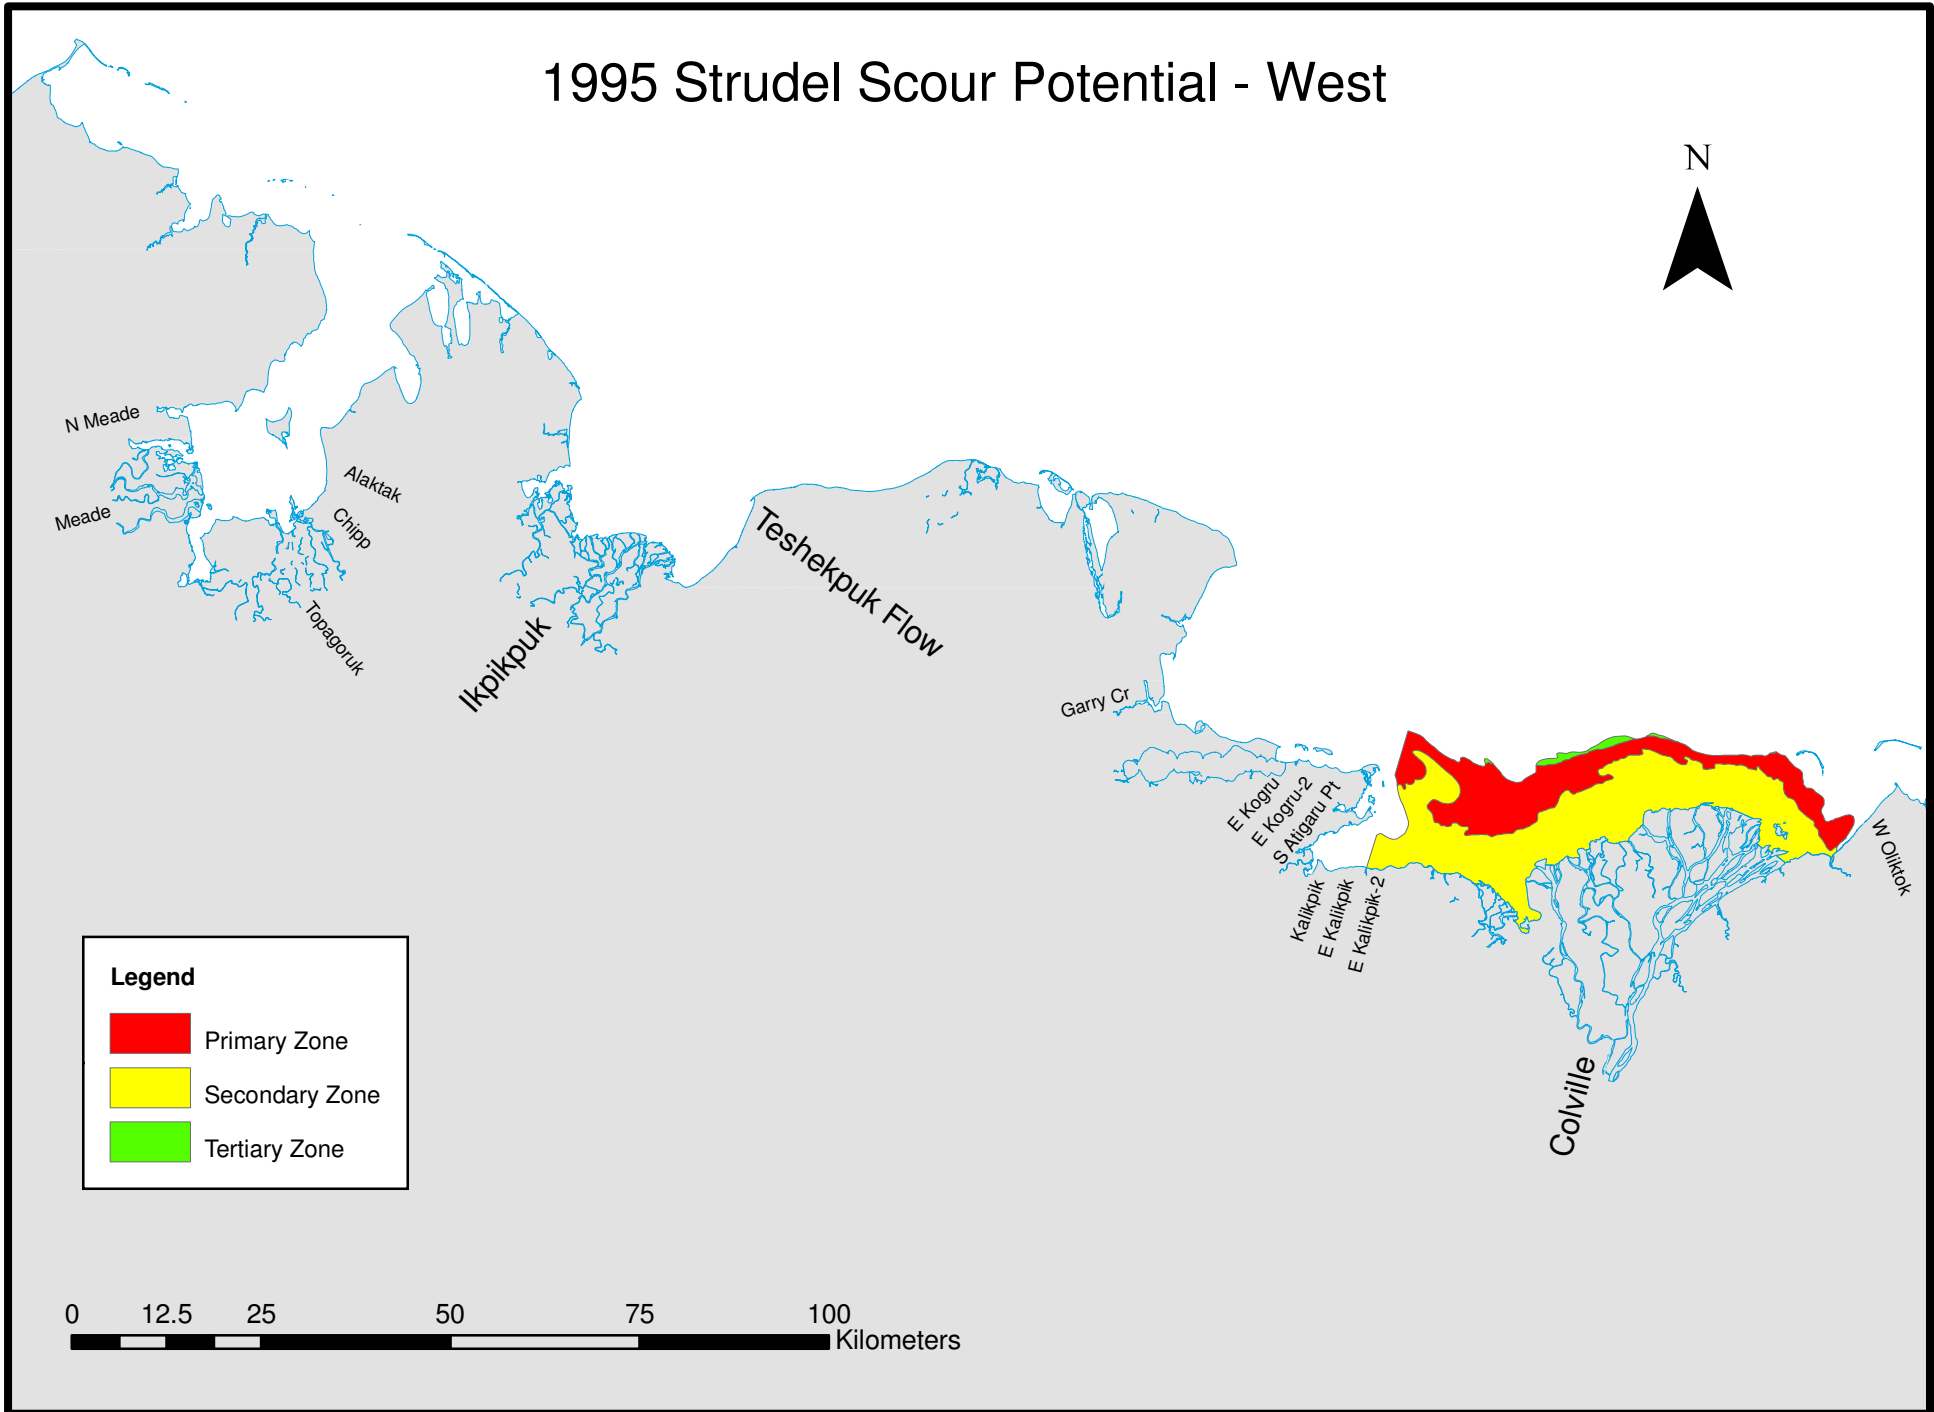 1995 Strudel Scour Potential - West
N
N Meade
Meade
Alaktak
Chipp
Topagoruk
Ikpikpuk
Teshekpuk Flow
Garry Cr
E Kogru
E Kogru-2
S Atigaru Pt
Kalikpik
E Kalikpik
E Kalikpik-2
W Oliktok
Colville
Legend
Primary Zone
Secondary Zone
Tertiary Zone
0 12.5 25 50 75 100
Kilometers